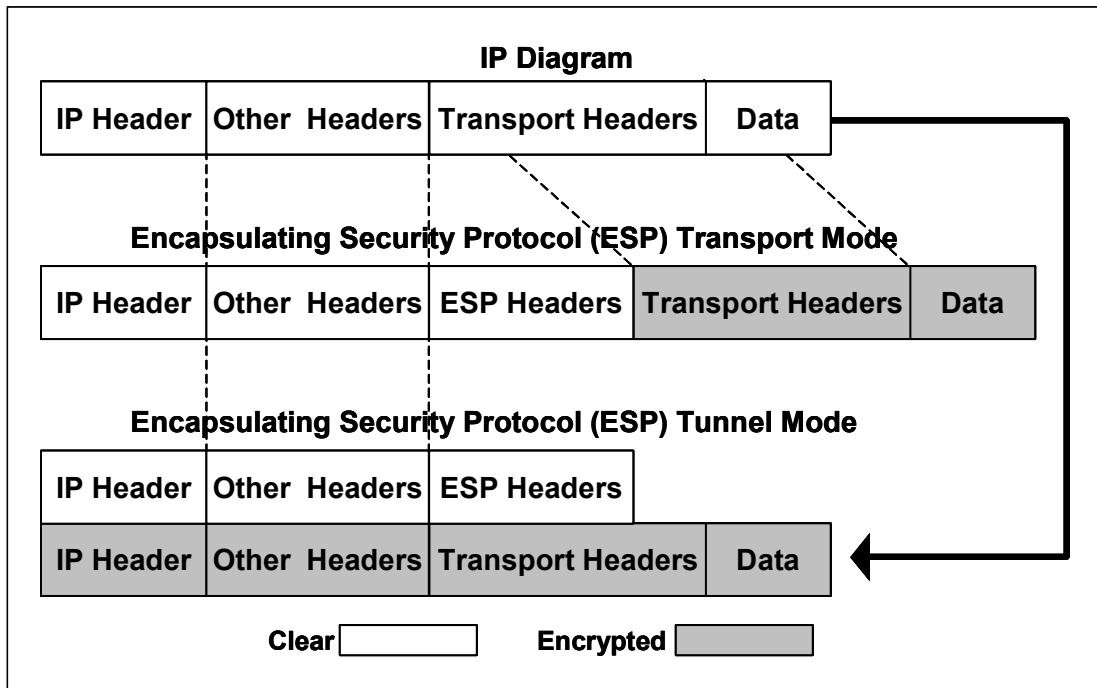 IP Diagram
IP Header Other Headers Transport Headers Data
Encapsulating Security Protocol (ESP) Transport Mode
IP Header Other Headers ESP Headers Transport Headers Data
Encapsulating Security Protocol (ESP) Tunnel Mode
IP Header Other Headers ESP Headers
IP Header Other Headers Transport Headers Data
Clear Encrypted